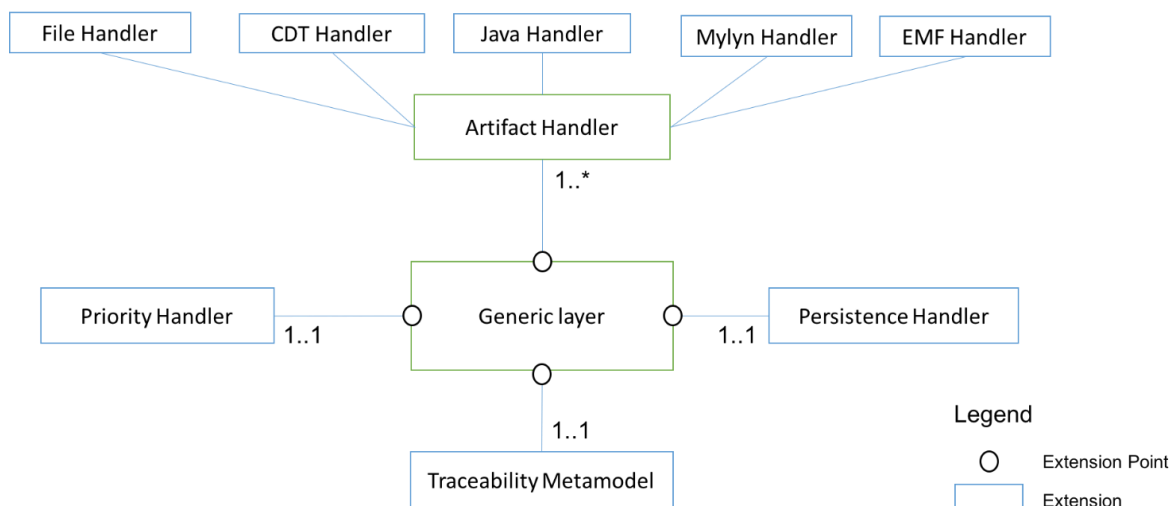 File Handler
CDT Handler
Java Handler
Mylyn Handler
EMF Handler
Artifact Handler
1..*
Priority Handler
1..1
Generic layer
1..1
Persistence Handler
1..1
Traceability Metamodel
Legend
Extension Point
Extension